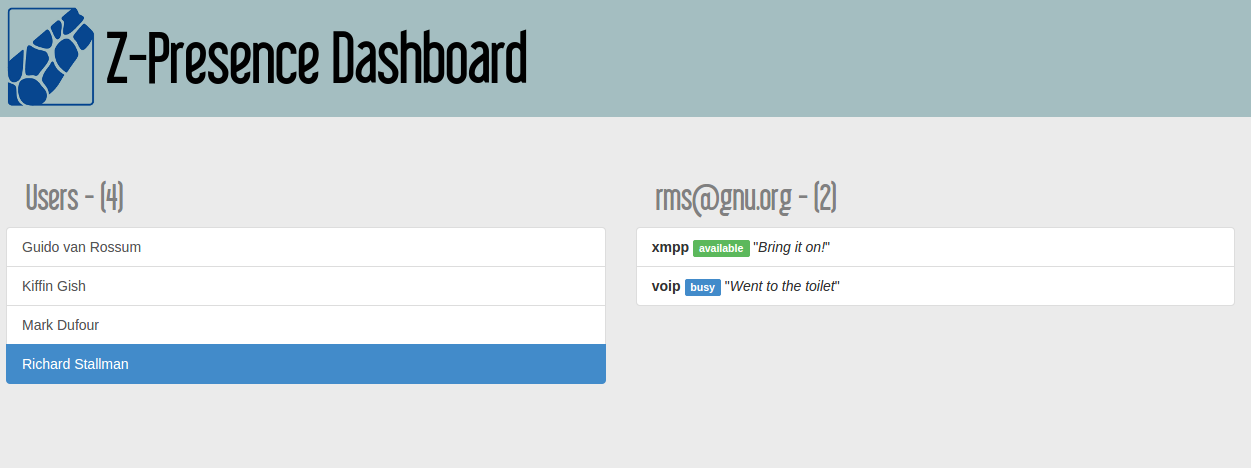 Z-Presence Dashboard
Users - (4)
Guido van Rossum
Kiffin Gish
Mark Dufour
Richard Stallman
rms@gnu.org - (2)
xmpp available "Bring it on!"
voip busy "Went to the toilet"